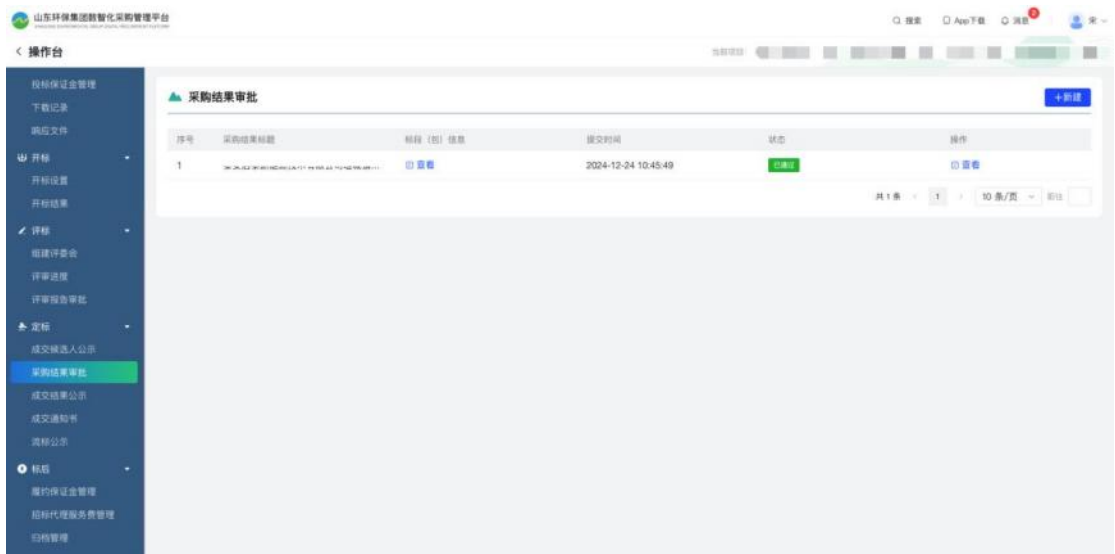 山东环保集团数智化采购管理平台
搜索 App下载 消息 2 宋
操作台
当前项目:
投标保证金管理
下载记录
响应文件
开标
开标设置
开标结果
评标
组建评委会
评审进度
评审报告审批
定标
成交候选人公示
采购结果审批
成交结果公示
成交通知书
流标公示
标后
履约保证金管理
招标代理服务费管理
归档管理
采购结果审批
+新建
序号 采购结果标题 标段（包）信息 提交时间 状态 操作
1 查看 2024-12-24 10:45:49 已通过 查看
共 1 条 1 10 条/页 前往